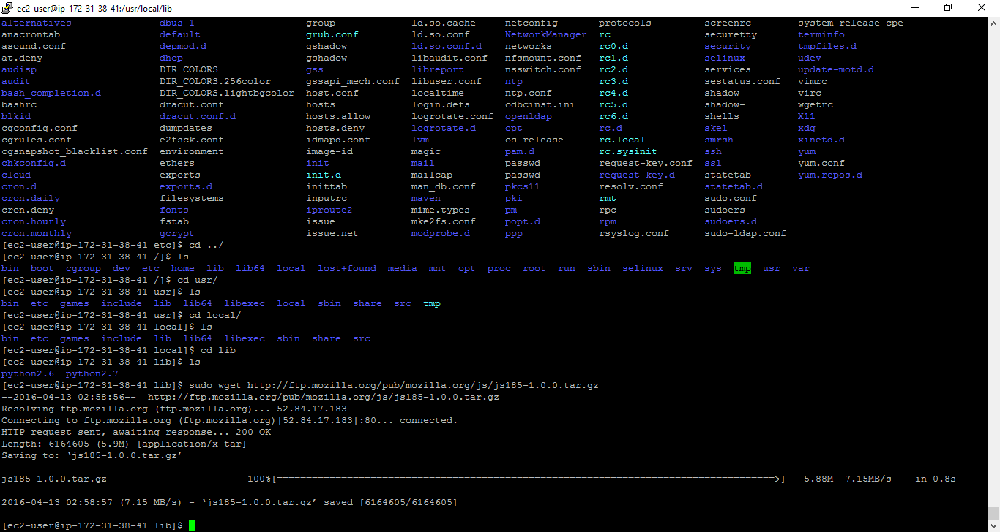 ec2-user@ip-172-31-38-41:/usr/local/lib
alternatives dbus-1 group- ld.so.cache netconfig protocols screenrc system-release-cpe
anacrontab default grub.conf ld.so.conf NetworkManager rc securetty terminfo
asound.conf depmod.d gshadow ld.so.conf.d networks rc0.d security tmpfiles.d
at.deny dhcp gshadow- libaudit.conf nfsmount.conf rc1.d selinux udev
audisp DIR_COLORS gss libreport nsswitch.conf rc2.d services update-motd.d
audit DIR_COLORS.256color gssapi_mech.conf libuser.conf ntp rc3.d sestatus.conf vimrc
bash_completion.d DIR_COLORS.lightbgcolor host.conf localtime ntp.conf rc4.d shadow virc
bashrc dracut.conf hosts login.defs odbcinst.ini rc5.d shadow- wgetrc
blkid dracut.conf.d hosts.allow logrotate.conf openldap rc6.d shells X11
cgconfig.conf dumpdates hosts.deny logrotate.d opt rc.d skel xdg
cgrules.conf e2fsck.conf idmapd.conf lvm os-release rc.local smrsh xinetd.d
cgsnapshot_blacklist.conf environment image-id magic pam.d rc.sysinit ssh yum
chkconfig.d ethers init mail passwd request-key.conf ssl yum.conf
cloud exports init.d mailcap passwd- request-key.d statetab yum.repos.d
cron.d exports.d inittab man_db.conf pkcs11 resolv.conf statetab.d
cron.daily filesystems inputrc maven pki rmt sudo.conf
cron.deny fonts iproute2 mime.types pm rpc sudoers
cron.hourly fstab issue mke2fs.conf popt.d rpm sudoers.d
cron.monthly gcrypt issue.net modprobe.d ppp rsyslog.conf sudo-ldap.conf
[ec2-user@ip-172-31-38-41 etc]$ cd ../
[ec2-user@ip-172-31-38-41 /]$ ls
bin boot cgroup dev etc home lib lib64 local lost+found media mnt opt proc root run sbin selinux srv sys tmp usr var
[ec2-user@ip-172-31-38-41 /]$ cd usr/
[ec2-user@ip-172-31-38-41 usr]$ ls
bin etc games include lib lib64 libexec local sbin share src tmp
[ec2-user@ip-172-31-38-41 usr]$ cd local/
[ec2-user@ip-172-31-38-41 local]$ ls
bin etc games include lib lib64 libexec sbin share src
[ec2-user@ip-172-31-38-41 local]$ cd lib
[ec2-user@ip-172-31-38-41 lib]$ ls
python2.6 python2.7
[ec2-user@ip-172-31-38-41 lib]$ sudo wget http://ftp.mozilla.org/pub/mozilla.org/js/js185-1.0.0.tar.gz
--2016-04-13 02:58:56-- http://ftp.mozilla.org/pub/mozilla.org/js/js185-1.0.0.tar.gz
Resolving ftp.mozilla.org (ftp.mozilla.org)... 52.84.17.183
Connecting to ftp.mozilla.org (ftp.mozilla.org)|52.84.17.183|:80... connected.
HTTP request sent, awaiting response... 200 OK
Length: 6164605 (5.9M) [application/x-tar]
Saving to: ‘js185-1.0.0.tar.gz’
js185-1.0.0.tar.gz 100%[=====================================================================================>] 5.88M 7.15MB/s in 0.8s
2016-04-13 02:58:57 (7.15 MB/s) - ‘js185-1.0.0.tar.gz’ saved [6164605/6164605]
[ec2-user@ip-172-31-38-41 lib]$